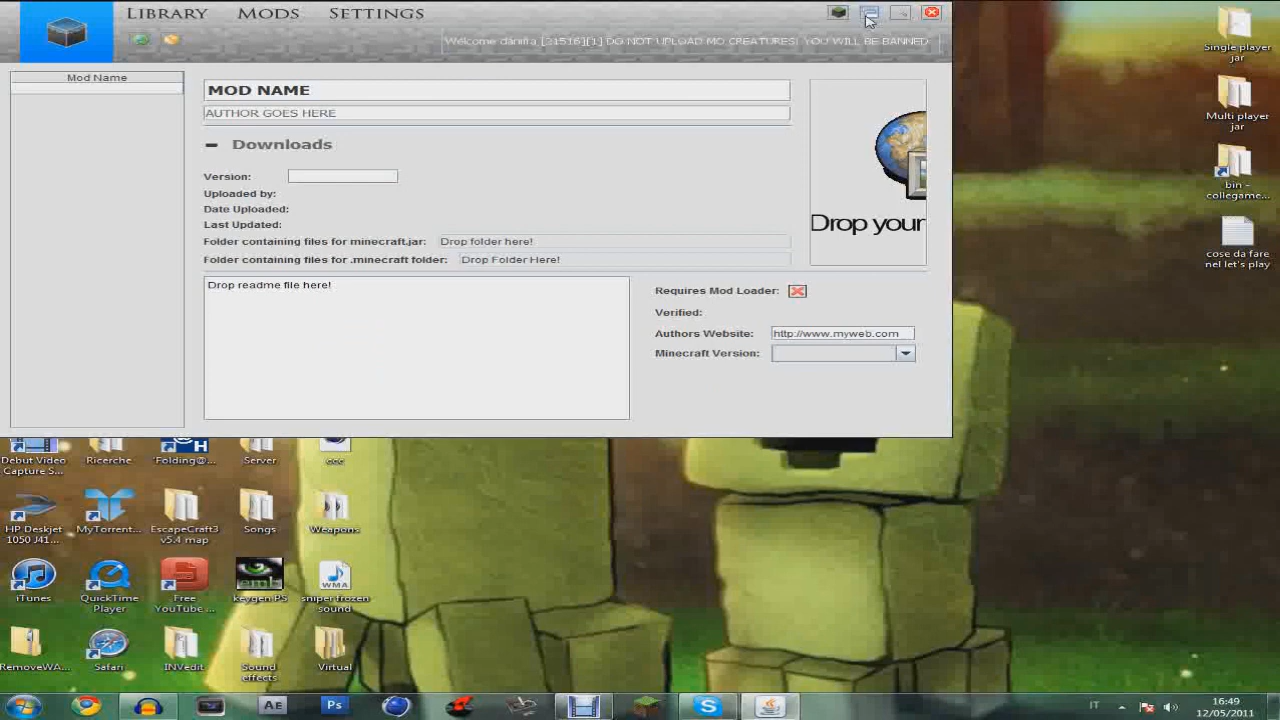 LIBRARY MODS SETTINGS
Welcome danifra [21516][1] DO NOT UPLOAD MO CREATURES! YOU WILL BE BANNED
Mod Name
MOD NAME
AUTHOR GOES HERE
Downloads
Version:
Uploaded by:
Date Uploaded:
Last Updated:
Folder containing files for minecraft.jar: Drop folder here!
Folder containing files for .minecraft folder: Drop Folder Here!
Drop your
Drop readme file here!
Requires Mod Loader:
Verified:
Authors Website: http://www.myweb.com
Minecraft Version:
Single player
jar
Multi player
jar
bin -
collegame...
cose da fare
nel let's play
Debut Video
Capture S...
Ricerche
Folding@...
Server
HP Deskjet
1050 J41...
MyTorrent...
EscapeCraft3
v5.4 map
Songs
Weapons
iTunes
QuickTime
Player
Free
YouTube ...
keygen PS
WMA
sniper frozen
sound
RemoveWA...
Safari
INVedit
Sound
effects
Virtual
Ae
Ps
IT
16:49
12/05/2011